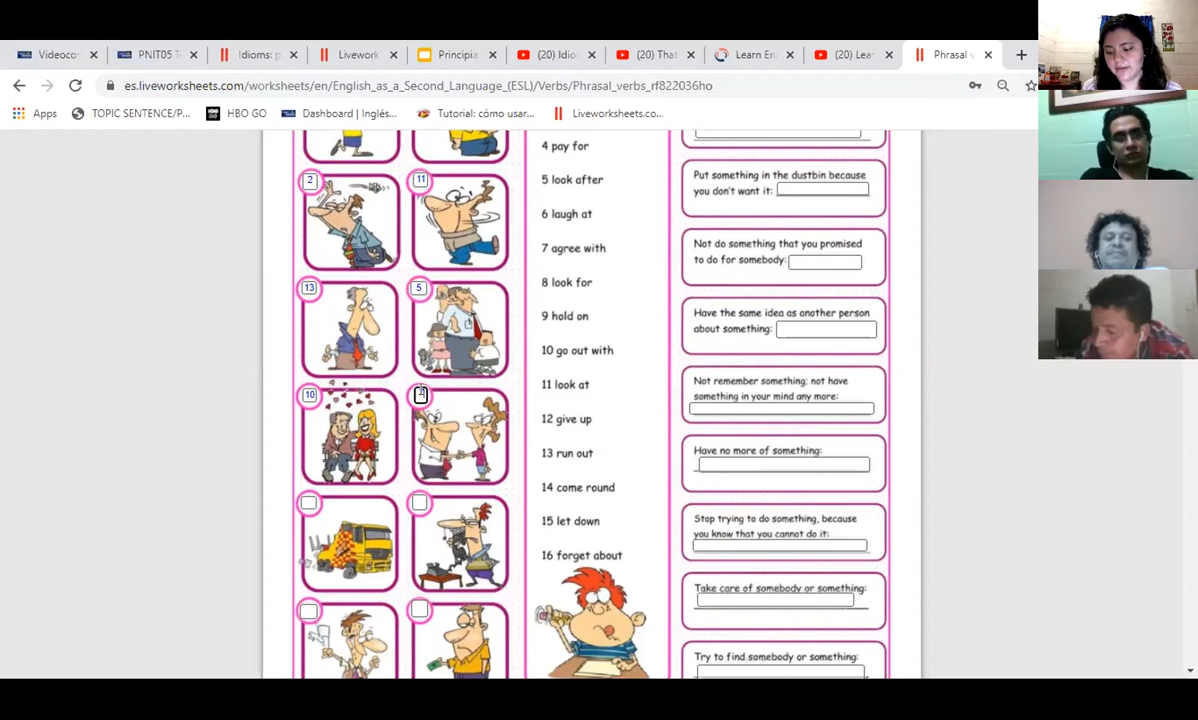 Videoco
PNIT05 T
Idioms: p
Livework
Principia
(20) Idio
(20) That
Learn En
(20) Lea
Phrasal v
es.liveworksheets.com/worksheets/en/English_as_a_Second_Language_(ESL)/Verbs/Phrasal_verbs_rf822036ho
Apps
TOPIC SENTENCE/P...
HBO GO
Dashboard | Inglés...
Tutorial: cómo usar...
Liveworksheets.co...
2
11
13
5
10
4 pay for
5 look after
6 laugh at
7 agree with
8 look for
9 hold on
10 go out with
11 look at
12 give up
13 run out
14 come round
15 let down
16 forget about
Put something in the dustbin because
you don't want it:
Not do something that you promised
to do for somebody:
Have the same idea as another person
about something:
Not remember something; not have
something in your mind any more:
Have no more of something:
Stop trying to do something, because
you know that you cannot do it:
Take care of somebody or something:
Try to find somebody or something: